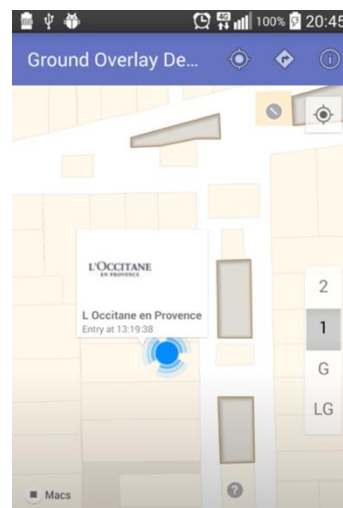 4G
100%
20:45
Ground Overlay De...
L'OCCITANE
EN PROVENCE
L Occitane en Provence
Entry at 13:19:38
2
1
G
LG
?
Macs